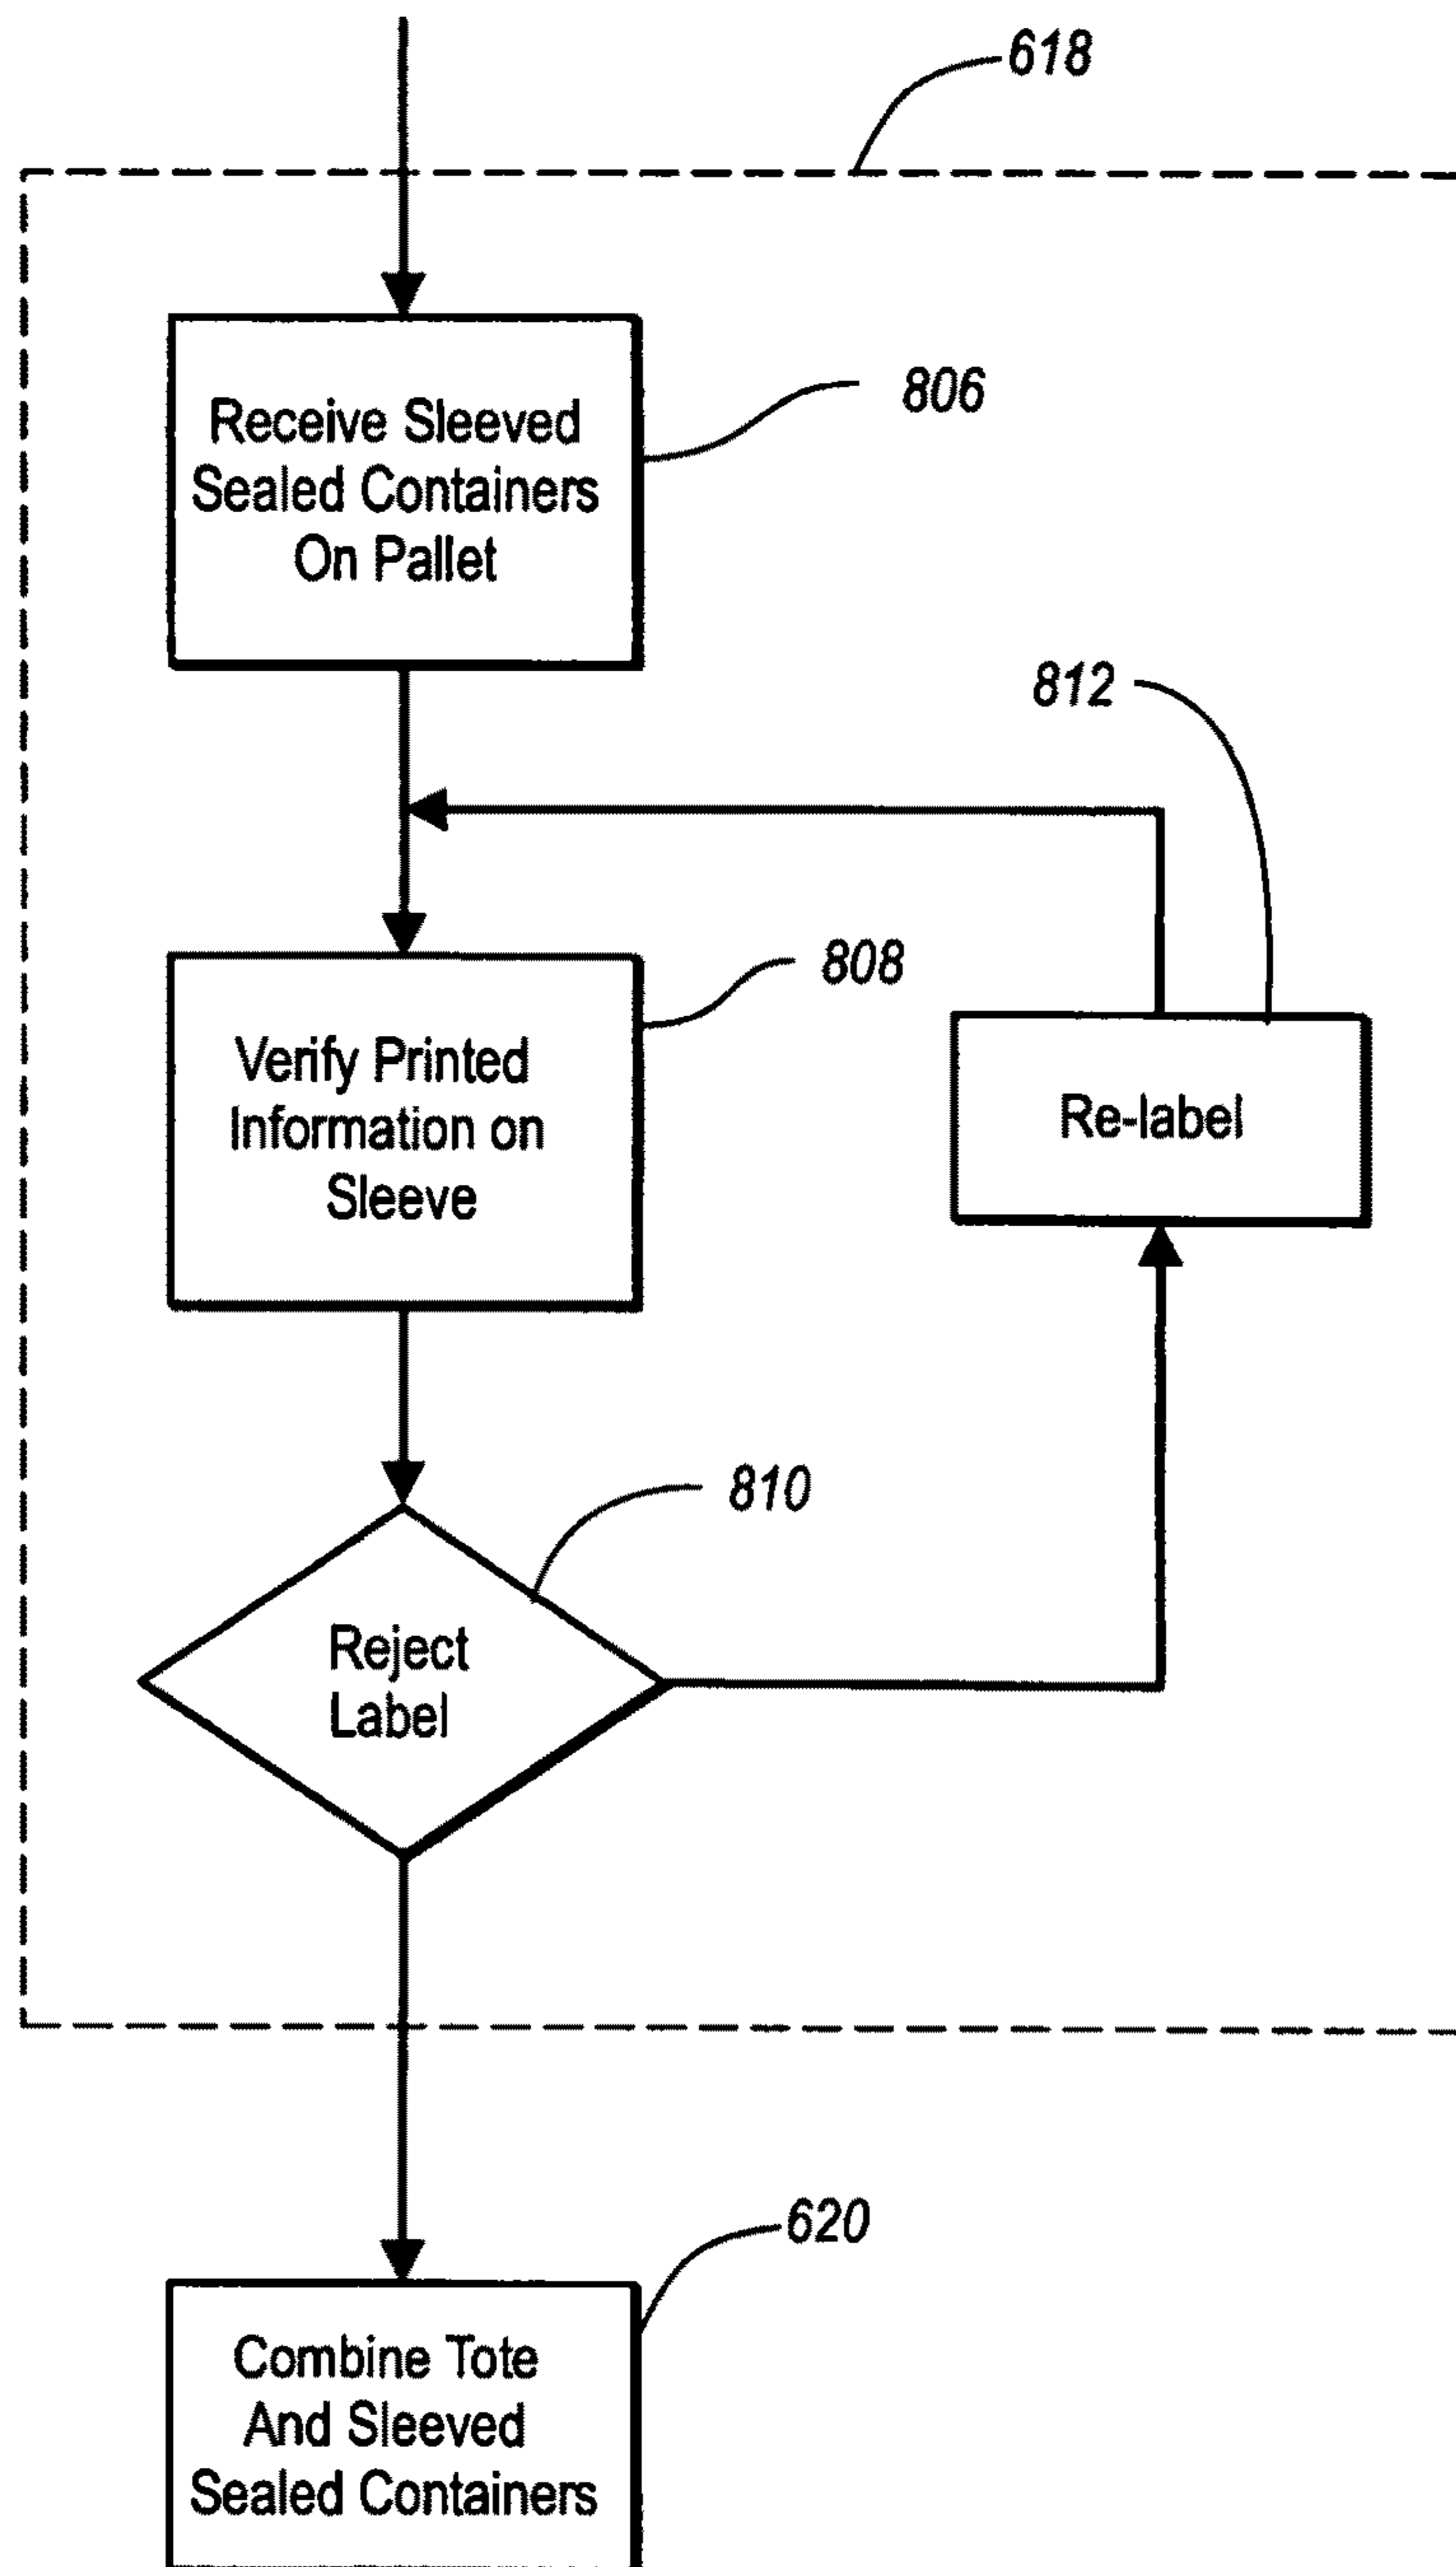 618
Receive Sleeved
Sealed Containers
On Pallet
806
812
Verify Printed
Information on
Sleeve
808
Re-label
Reject
Label
810
620
Combine Tote
And Sleeved
Sealed Containers